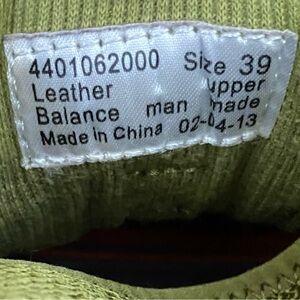 4401062000 Size 39
Leather upper
Balance man made
Made in China 02-04-13